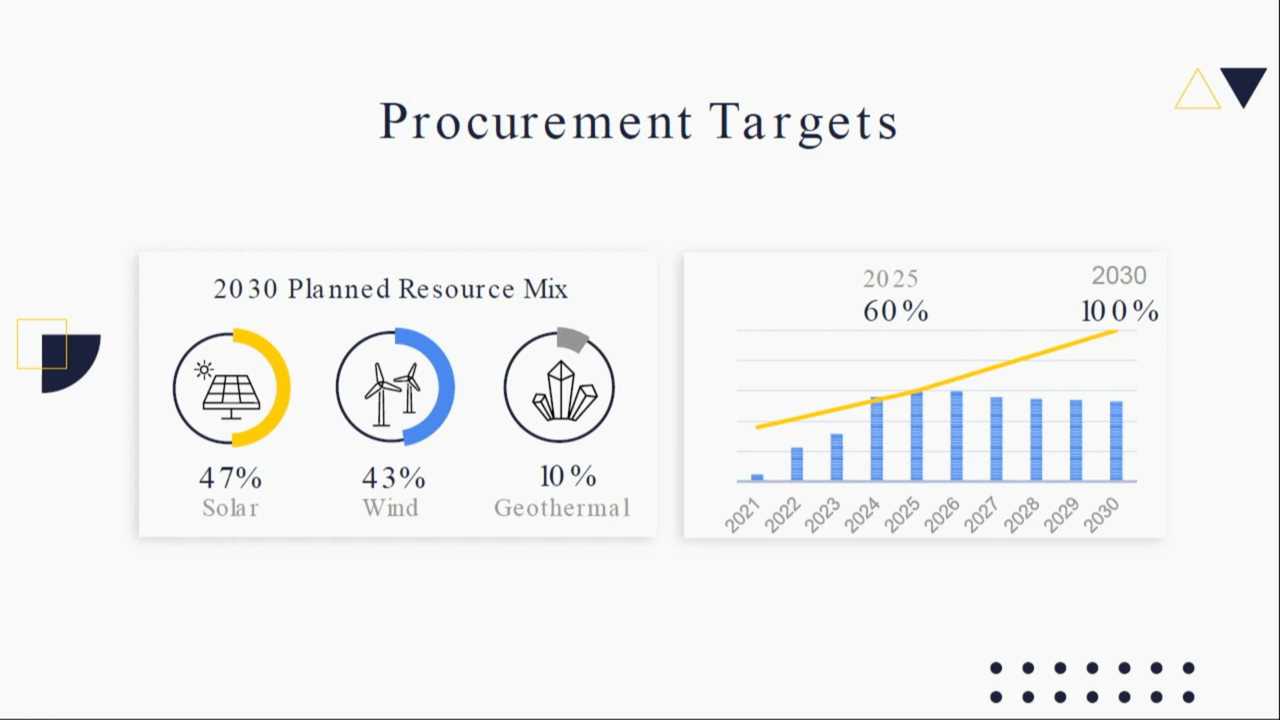 Procurement Targets
2030 Planned Resource Mix
47%
Solar
43%
Wind
10%
Geothermal
2025
60%
2030
100%
2021 2022 2023 2024 2025 2026 2027 2028 2029 2030